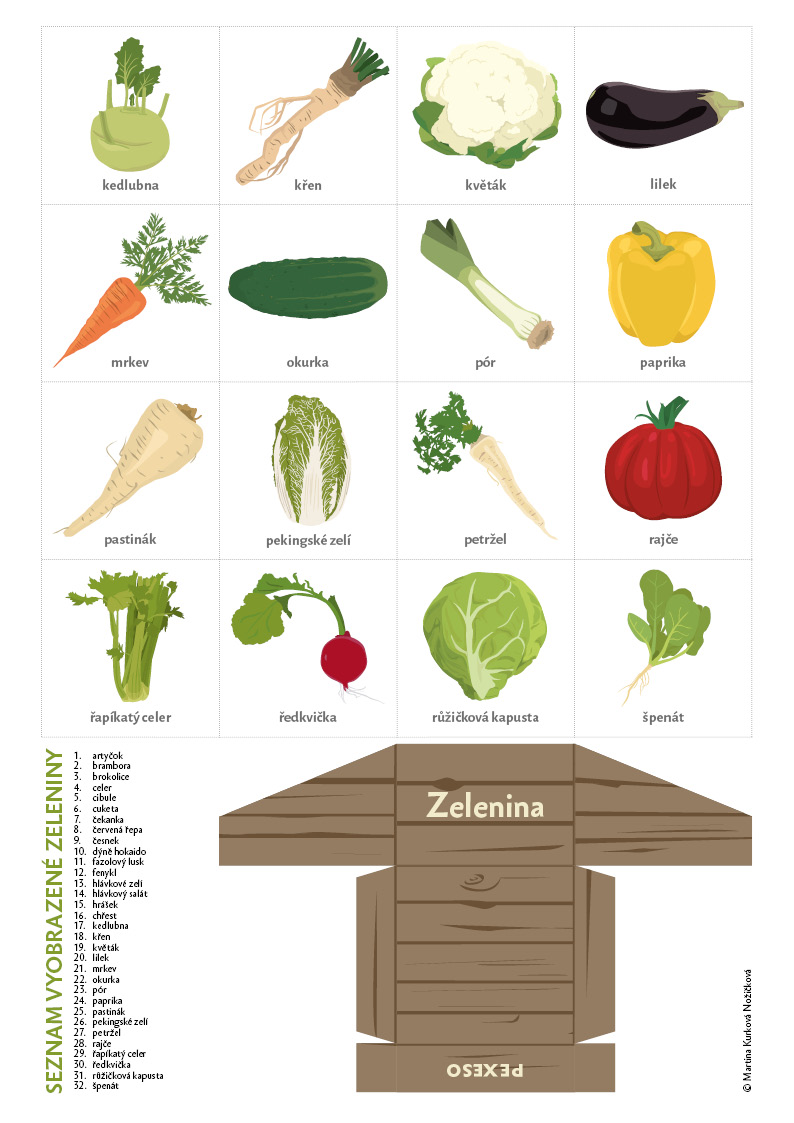 kedlubna
křen
květák
lilek
mrkev
okurka
pór
paprika
pastinák
pekingské zelí
petržel
rajče
řapíkatý celer
ředkvička
růžičková kapusta
špenát
SEZNAM VYOBRAZENÉ ZELENINY
1. artyčok
2. brambora
3. brokolice
4. celer
5. cibule
6. cuketa
7. čekanka
8. červená řepa
9. česnek
10. dýně hokaido
11. fazolový lusk
12. fenykl
13. hlávkové zelí
14. hlávkový salát
15. hrášek
16. chřest
17. kedlubna
18. křen
19. květák
20. lilek
21. mrkev
22. okurka
23. pór
24. paprika
25. pastinák
26. pekingské zelí
27. petržel
28. rajče
29. řapíkatý celer
30. ředkvička
31. růžičková kapusta
32. špenát
Zelenina
PEXESO
© Martina Kurková Nožičková